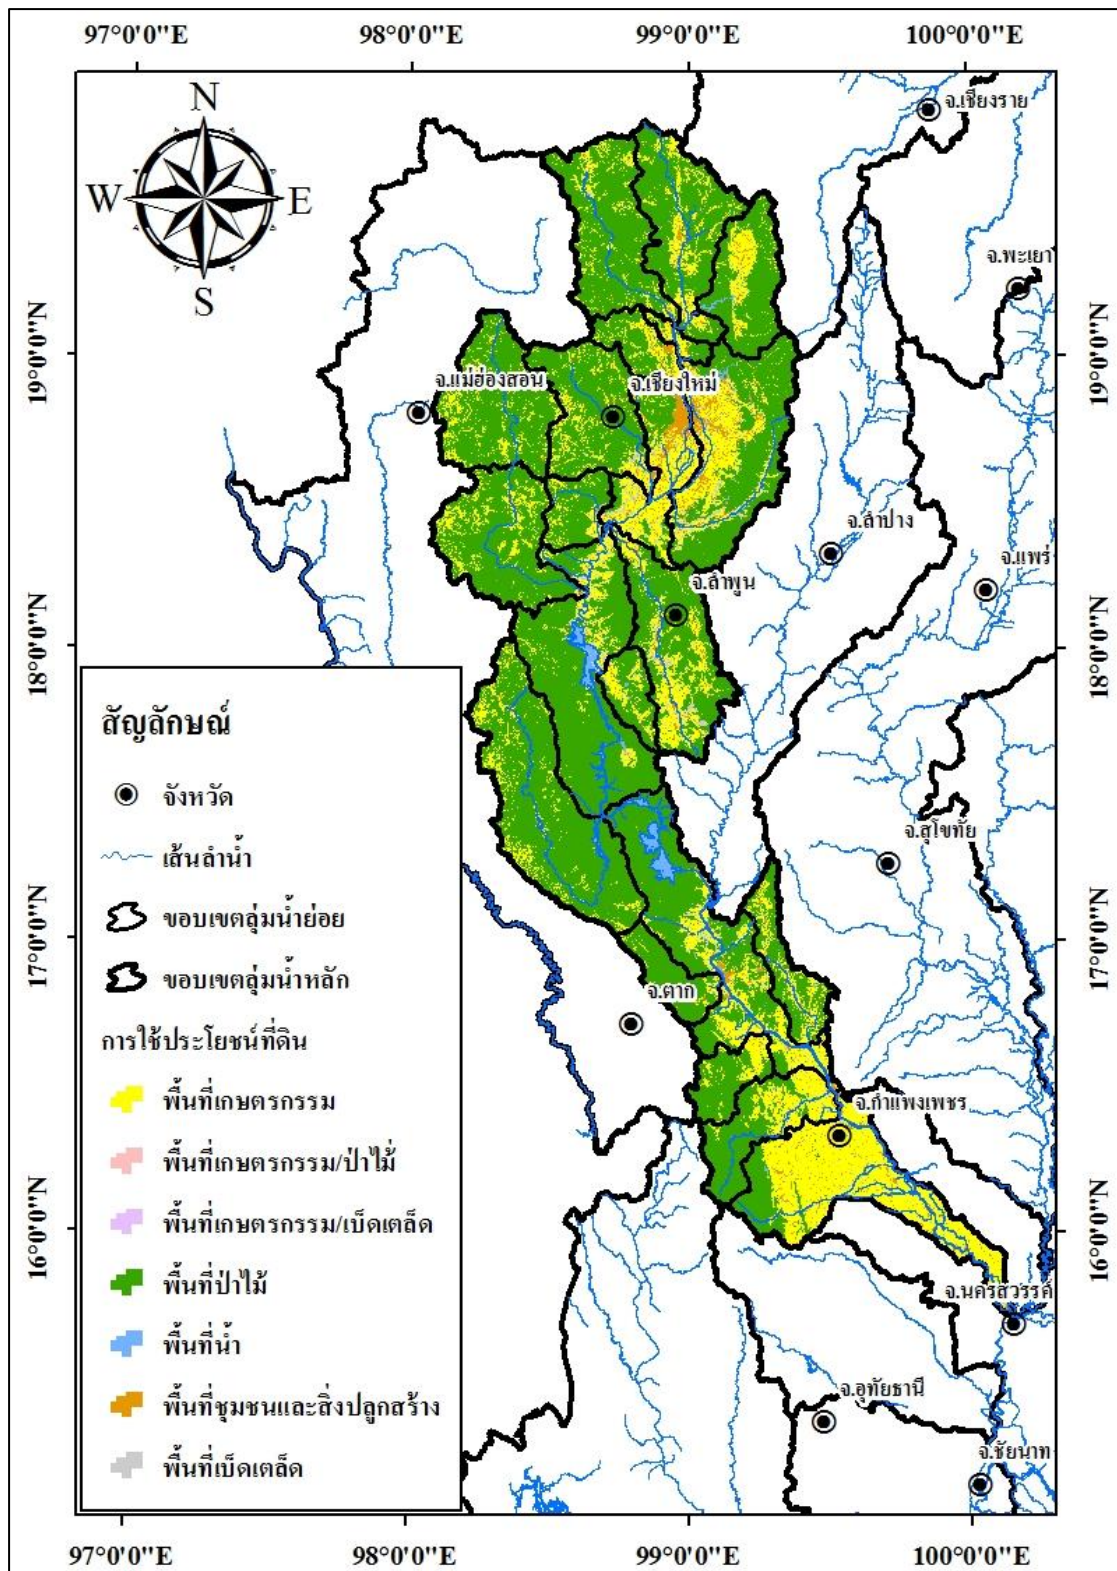 97°0'0"E 98°0'0"E 99°0'0"E 100°0'0"E
N
W E
S
จ.เชียงราย
จ.พะเยา
19°0'0"N 19°0'0"N
จ.แม่ฮ่องสอน จ.เชียงใหม่
จ.ลำปาง
จ.แพร่
จ.ลำพูน
18°0'0"N 18°0'0"N
สัญลักษณ์
จังหวัด
เส้นลำน้ำ
ขอบเขตลุ่มน้ำย่อย
ขอบเขตลุ่มน้ำหลัก
การใช้ประโยชน์ที่ดิน
พื้นที่เกษตรกรรม
พื้นที่เกษตรกรรม/ป่าไม้
พื้นที่เกษตรกรรม/เบ็ดเตล็ด
พื้นที่ป่าไม้
พื้นที่น้ำ
พื้นที่ชุมชนและสิ่งปลูกสร้าง
พื้นที่เบ็ดเตล็ด
จ.สุโขทัย
17°0'0"N 17°0'0"N
จ.ตาก
จ.กำแพงเพชร
16°0'0"N 16°0'0"N
จ.นครสวรรค์
จ.อุทัยธานี
จ.ชัยนาท
97°0'0"E 98°0'0"E 99°0'0"E 100°0'0"E